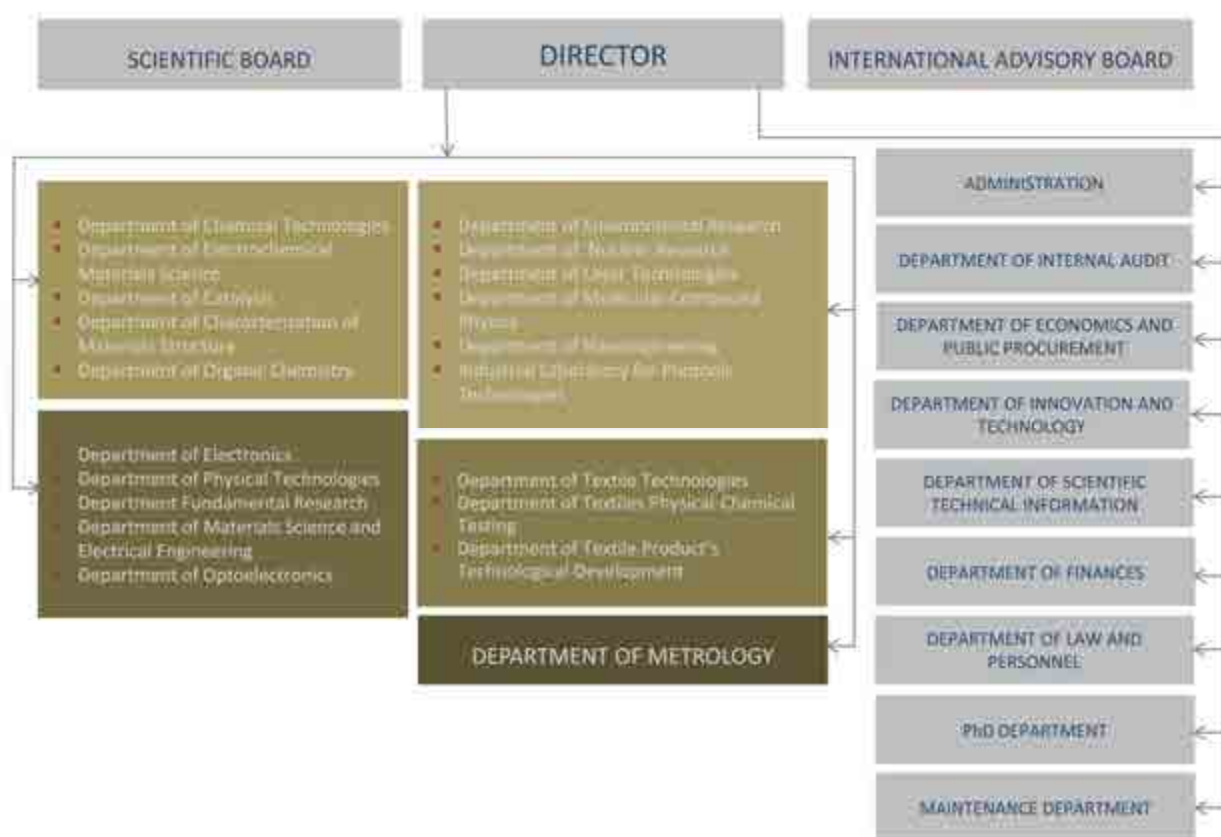 SCIENTIFIC BOARD
DIRECTOR
INTERNATIONAL ADVISORY BOARD
Department of Chemical Technologies
Department of Electrochemical
Materials Science
Department of Catalysis
Department of Characterization of
Materials Structure
Department of Organic Chemistry
Department of Environmental Research
Department of Nuclear Research
Department of Laser Technologies
Department of Molecular Compound
Physics
Department of Nanoengineering
Industrial Laboratory for Photonic
Technologies
Department of Electronics
Department of Physical Technologies
Department Fundamental Research
Department of Materials Science and
Electrical Engineering
Department of Optoelectronics
Department of Textile Technologies
Department of Textiles Physical Chemical
Testing
Department of Textile Product's
Technological Development
DEPARTMENT OF METROLOGY
ADMINISTRATION
DEPARTMENT OF INTERNAL AUDIT
DEPARTMENT OF ECONOMICS AND
PUBLIC PROCUREMENT
DEPARTMENT OF INNOVATION AND
TECHNOLOGY
DEPARTMENT OF SCIENTIFIC
TECHNICAL INFORMATION
DEPARTMENT OF FINANCES
DEPARTMENT OF LAW AND
PERSONNEL
PhD DEPARTMENT
MAINTENANCE DEPARTMENT